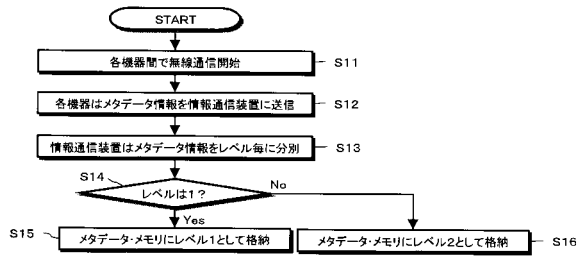 START
各機器間で無線通信開始
S11
各機器はメタデータ情報を情報通信装置に送信
S12
情報通信装置はメタデータ情報をレベル毎に分別
S13
S14
レベルは1?
No
Yes
S15
メタデータ・メモリにレベル1として格納
メタデータ・メモリにレベル2として格納
S16